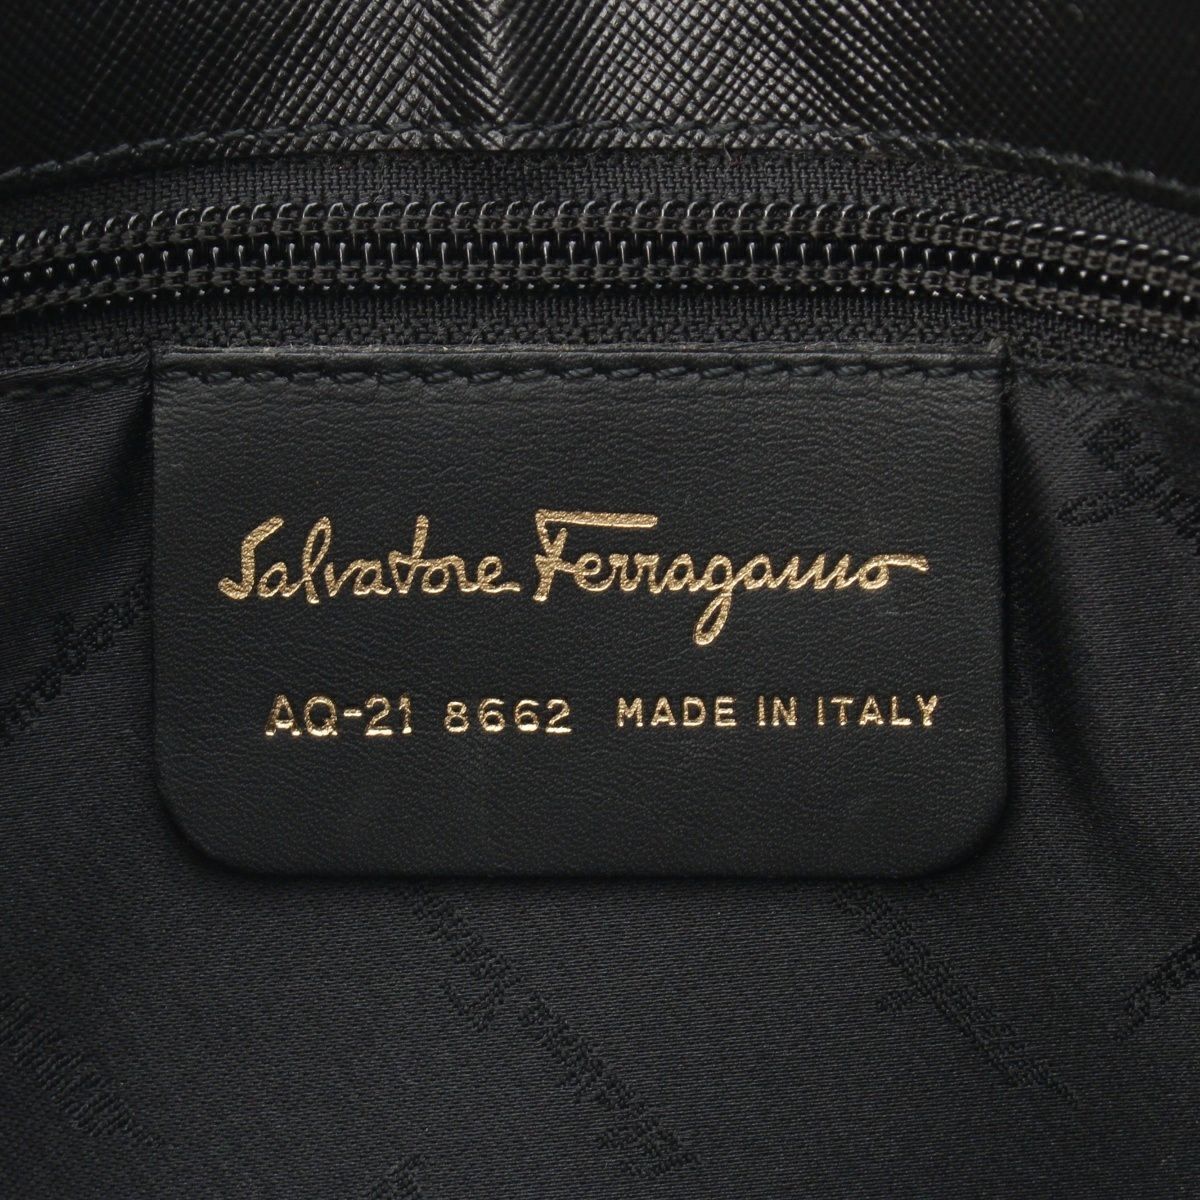 Salvatore Ferragamo
AQ-21 8662 MADE IN ITALY